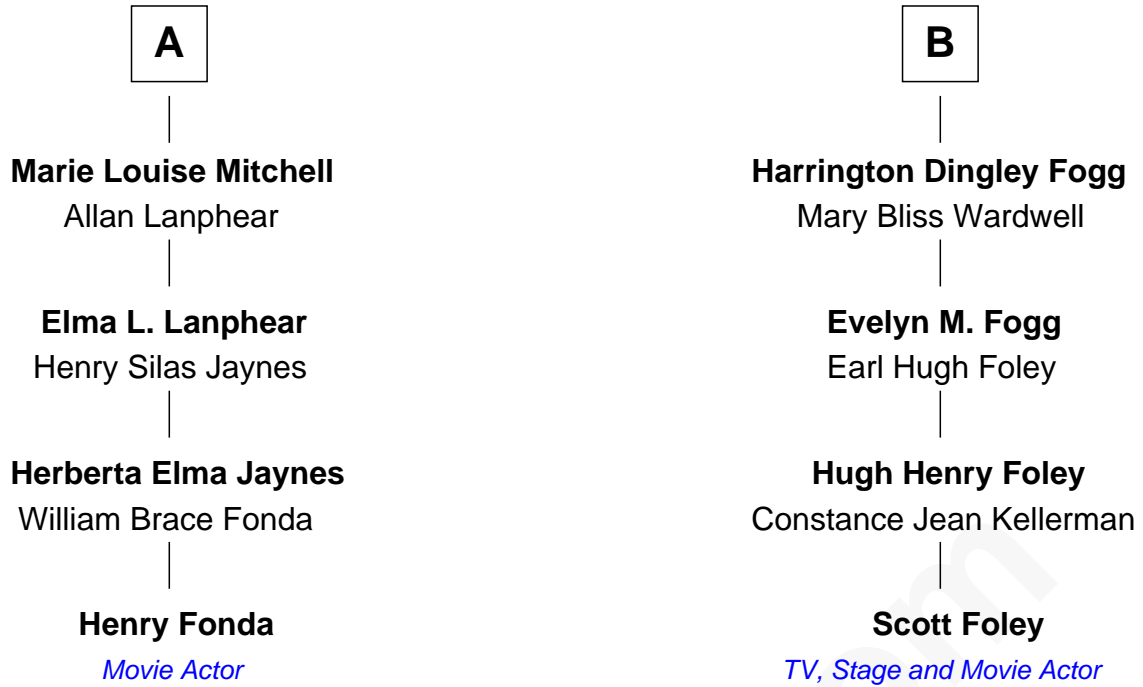 A
Marie Louise Mitchell
Allan Lanphear
Elma L. Lanphear
Henry Silas Jaynes
Herberta Elma Jaynes
William Brace Fonda
Henry Fonda
Movie Actor
B
Harrington Dingley Fogg
Mary Bliss Wardwell
Evelyn M. Fogg
Earl Hugh Foley
Hugh Henry Foley
Constance Jean Kellerman
Scott Foley
TV, Stage and Movie Actor
om